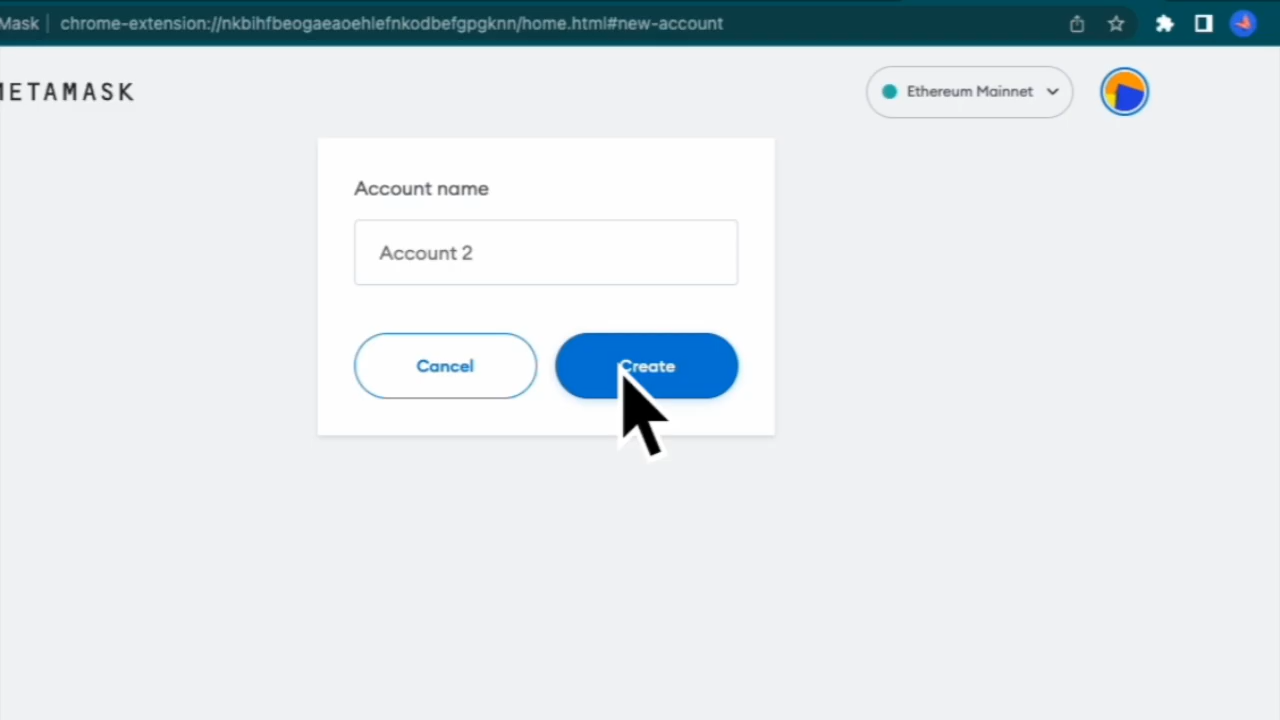 Mask chrome-extension://nkbihfbeogaeaoehlefnkodbefgpgknn/home.html#new-account
METAMASK
Ethereum Mainnet
Account name
Account 2
Cancel
Create